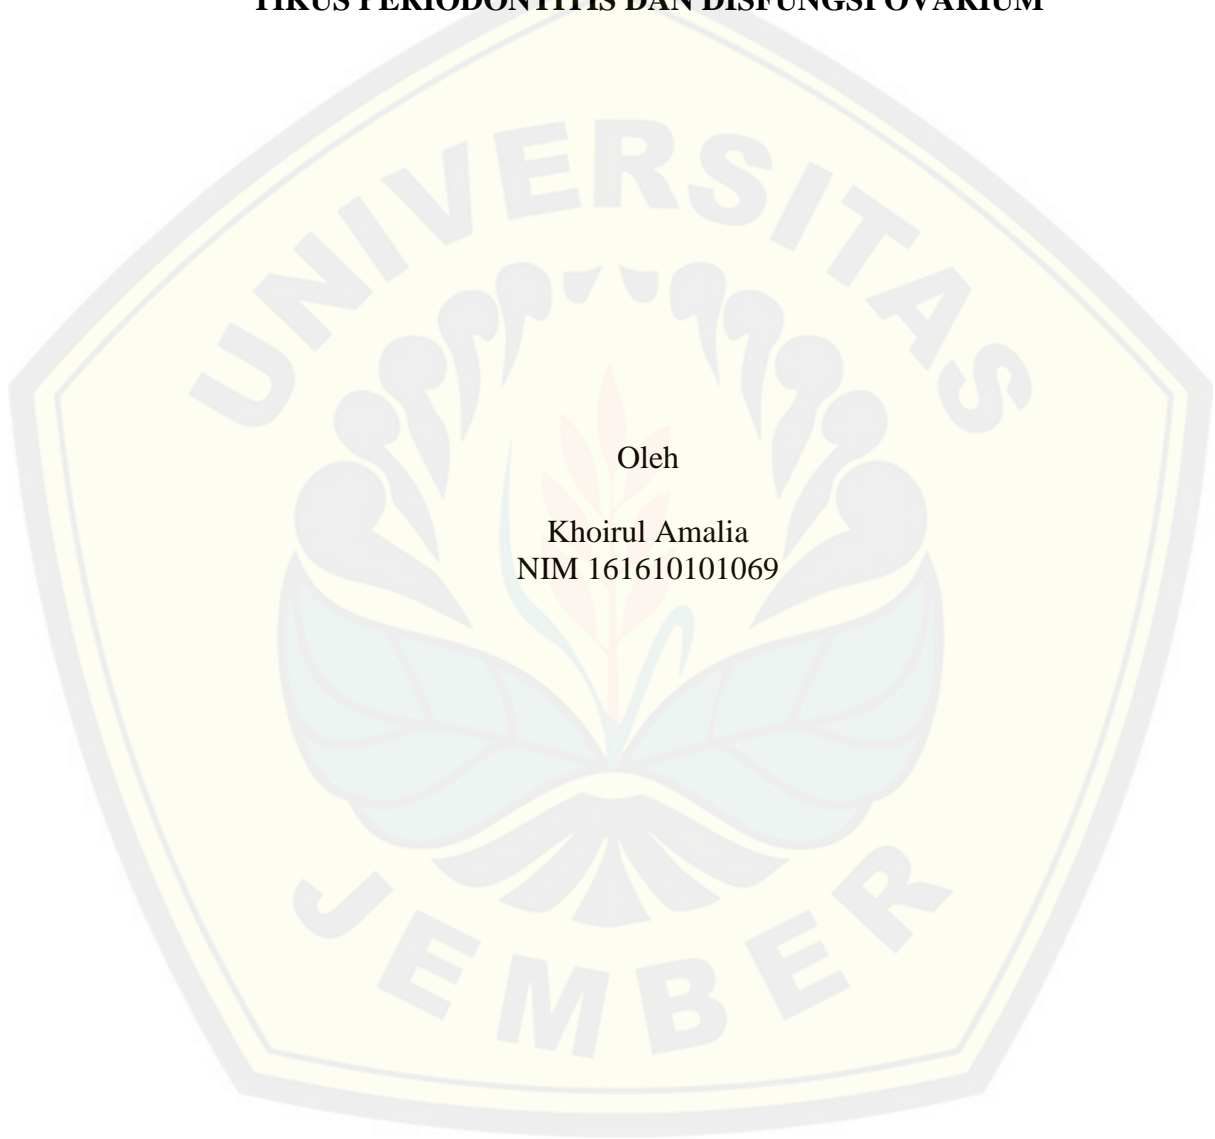 TIKUS PERIODONTITIS DAN DISFUNGSI OVARIUM
UNIVERSITAS
Oleh
Khoirul Amalia
NIM 161610101069
JEMBER